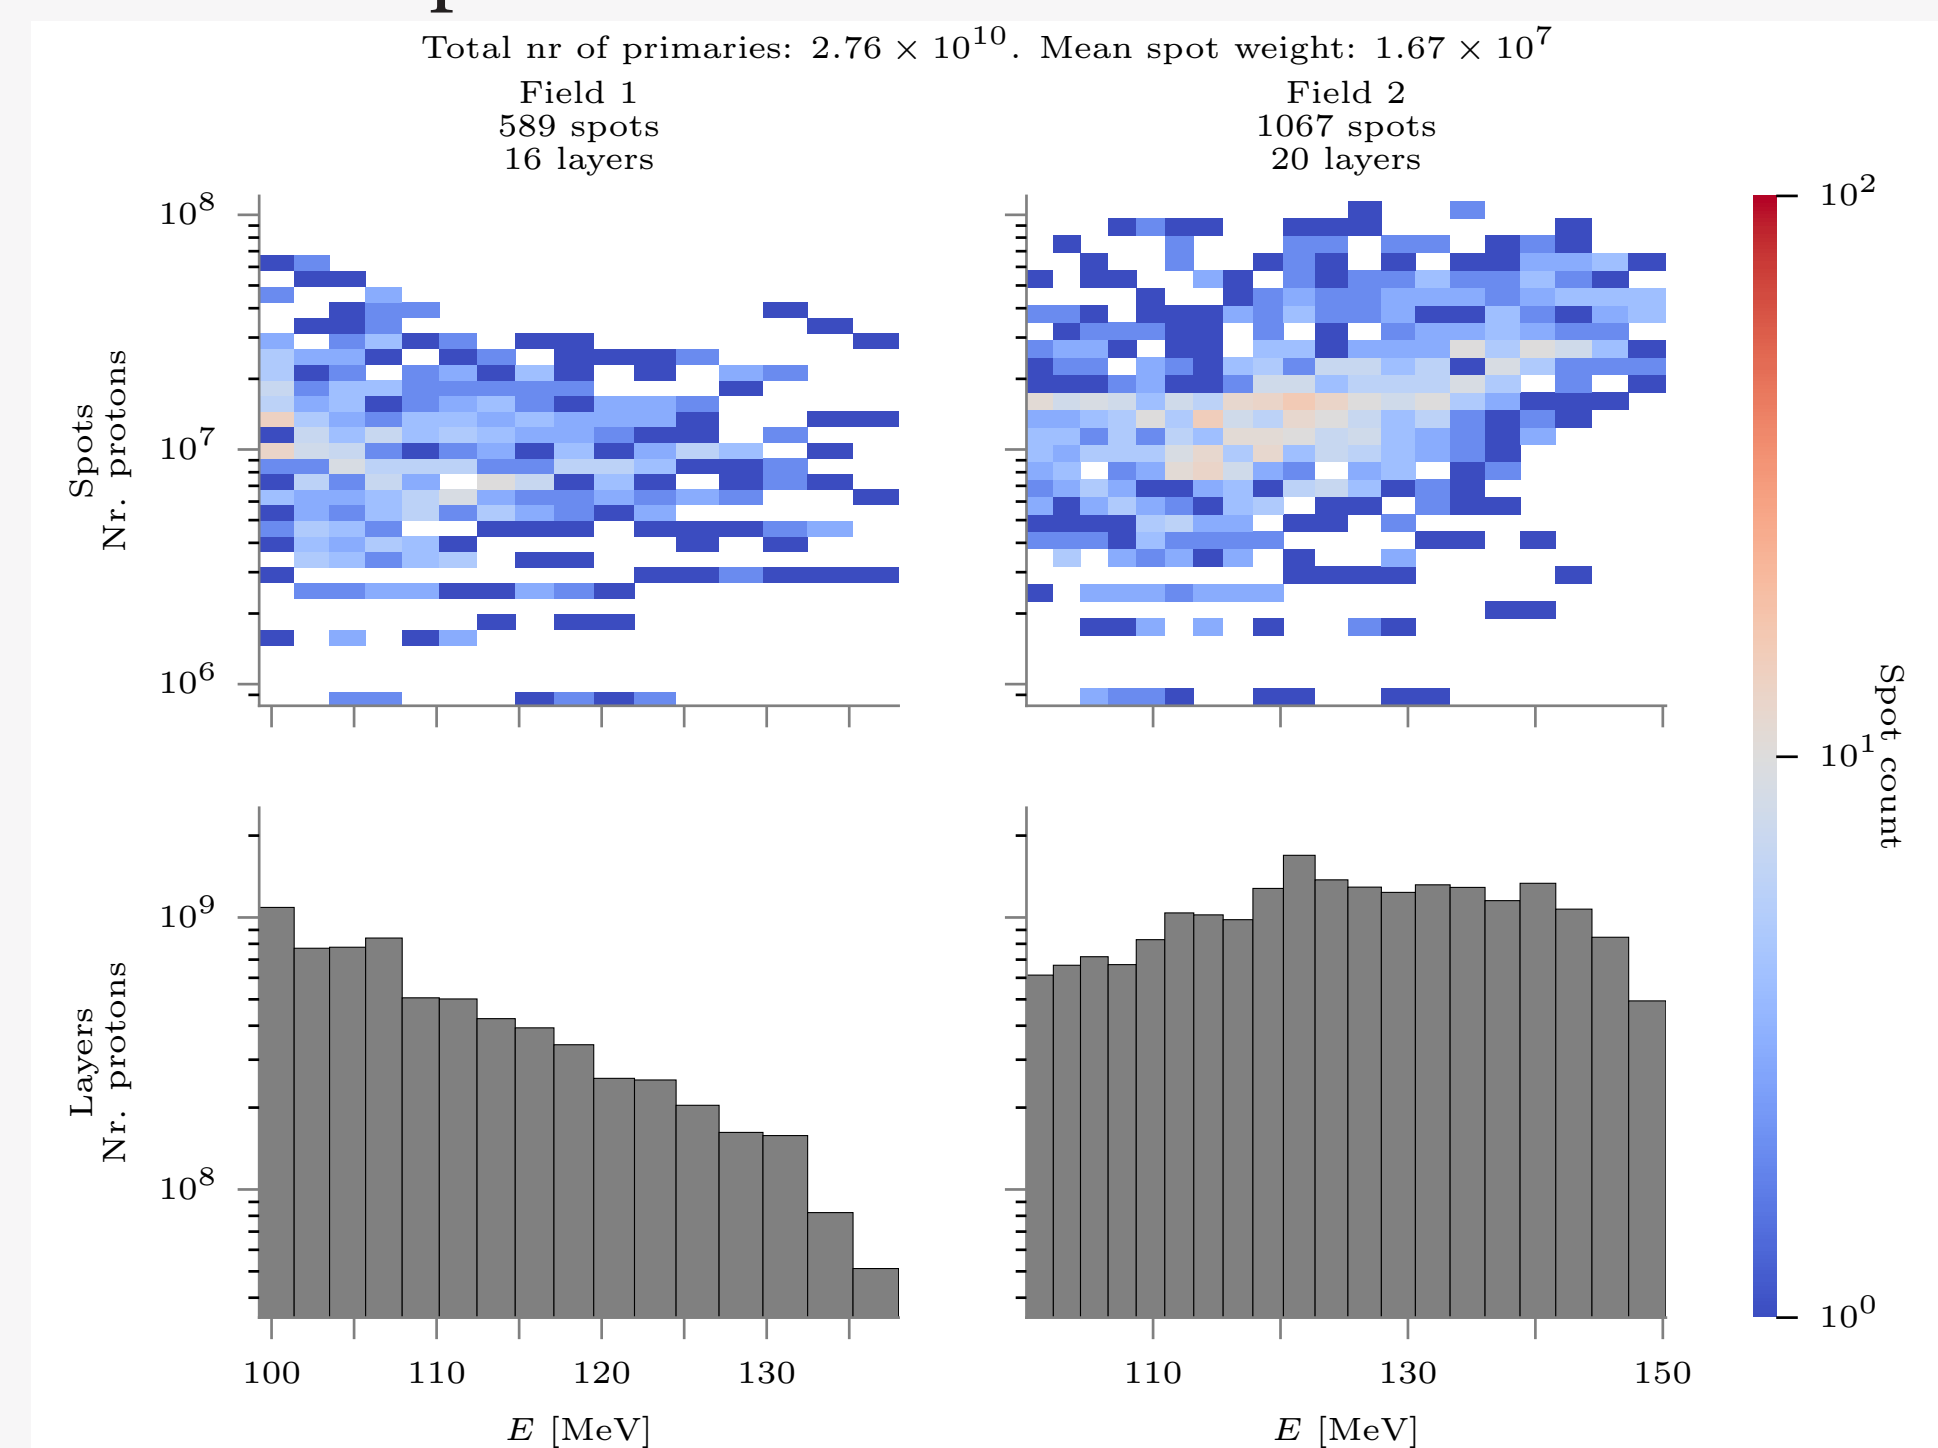 Total nr of primaries: 2.76 × 10^10. Mean spot weight: 1.67 × 10^7
Field 1
589 spots
16 layers
Field 2
1067 spots
20 layers
Spots
Nr. protons
10^8
10^7
10^6
Layers
Nr. protons
10^9
10^8
100
110
120
130
E [MeV]
110
130
150
E [MeV]
10^2
10^1
10^0
Spot count